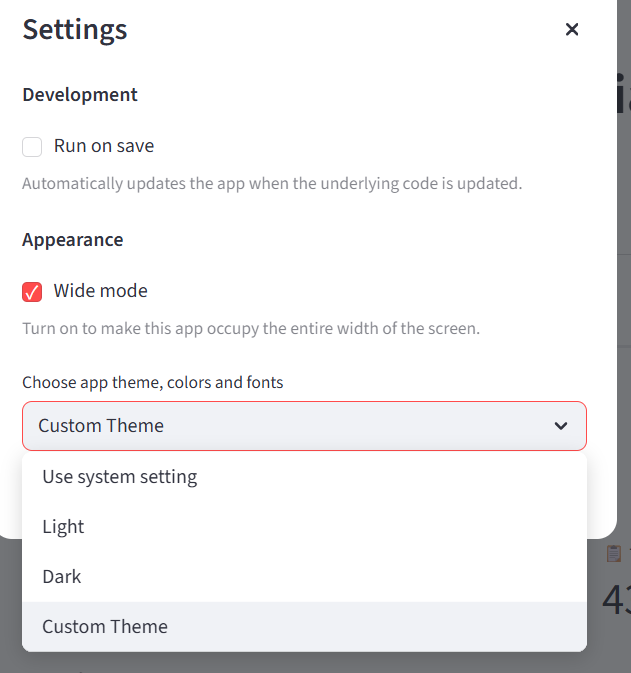 Settings
Development
Run on save
Automatically updates the app when the underlying code is updated.
Appearance
Wide mode
Turn on to make this app occupy the entire width of the screen.
Choose app theme, colors and fonts
Custom Theme
Use system setting
Light
Dark
Custom Theme